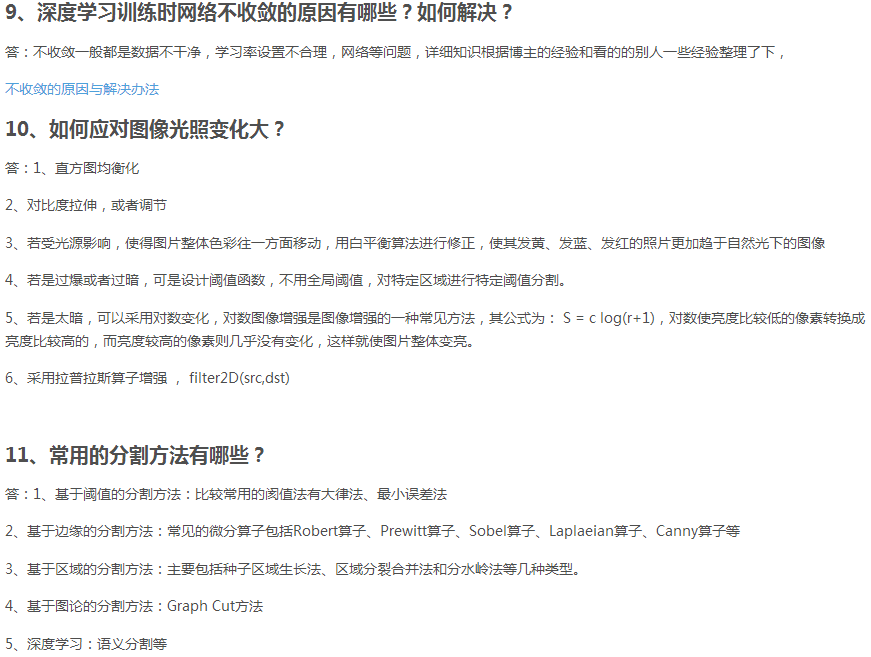 9、深度学习训练时网络不收敛的原因有哪些？如何解决？
答：不收敛一般都是数据不干净，学习率设置不合理，网络等问题，详细知识根据博主的经验和看的的别人一些经验整理了下，
不收敛的原因与解决办法
10、如何应对图像光照变化大？
答：1、直方图均衡化
2、对比度拉伸，或者调节
3、若受光源影响，使得图片整体色彩往一方面移动，用白平衡算法进行修正，使其发黄、发蓝、发红的照片更加趋于自然光下的图像
4、若是过爆或者过暗，可是设计阈值函数，不用全局阈值，对特定区域进行特定阈值分割。
5、若是太暗，可以采用对数变化，对数图像增强是图像增强的一种常见方法，其公式为： S = c log(r+1)，对数使亮度比较低的像素转换成
亮度比较高的，而亮度较高的像素则几乎没有变化，这样就使图片整体变亮。
6、采用拉普拉斯算子增强 ， filter2D(src,dst)
11、常用的分割方法有哪些？
答：1、基于阈值的分割方法：比较常用的阅值法有大律法、最小误差法
2、基于边缘的分割方法：常见的微分算子包括Robert算子、Prewitt算子、Sobel算子、Laplaeian算子、Canny算子等
3、基于区域的分割方法：主要包括种子区域生长法、区域分裂合并法和分水岭法等几种类型。
4、基于图论的分割方法：Graph Cut方法
5、深度学习：语义分割等